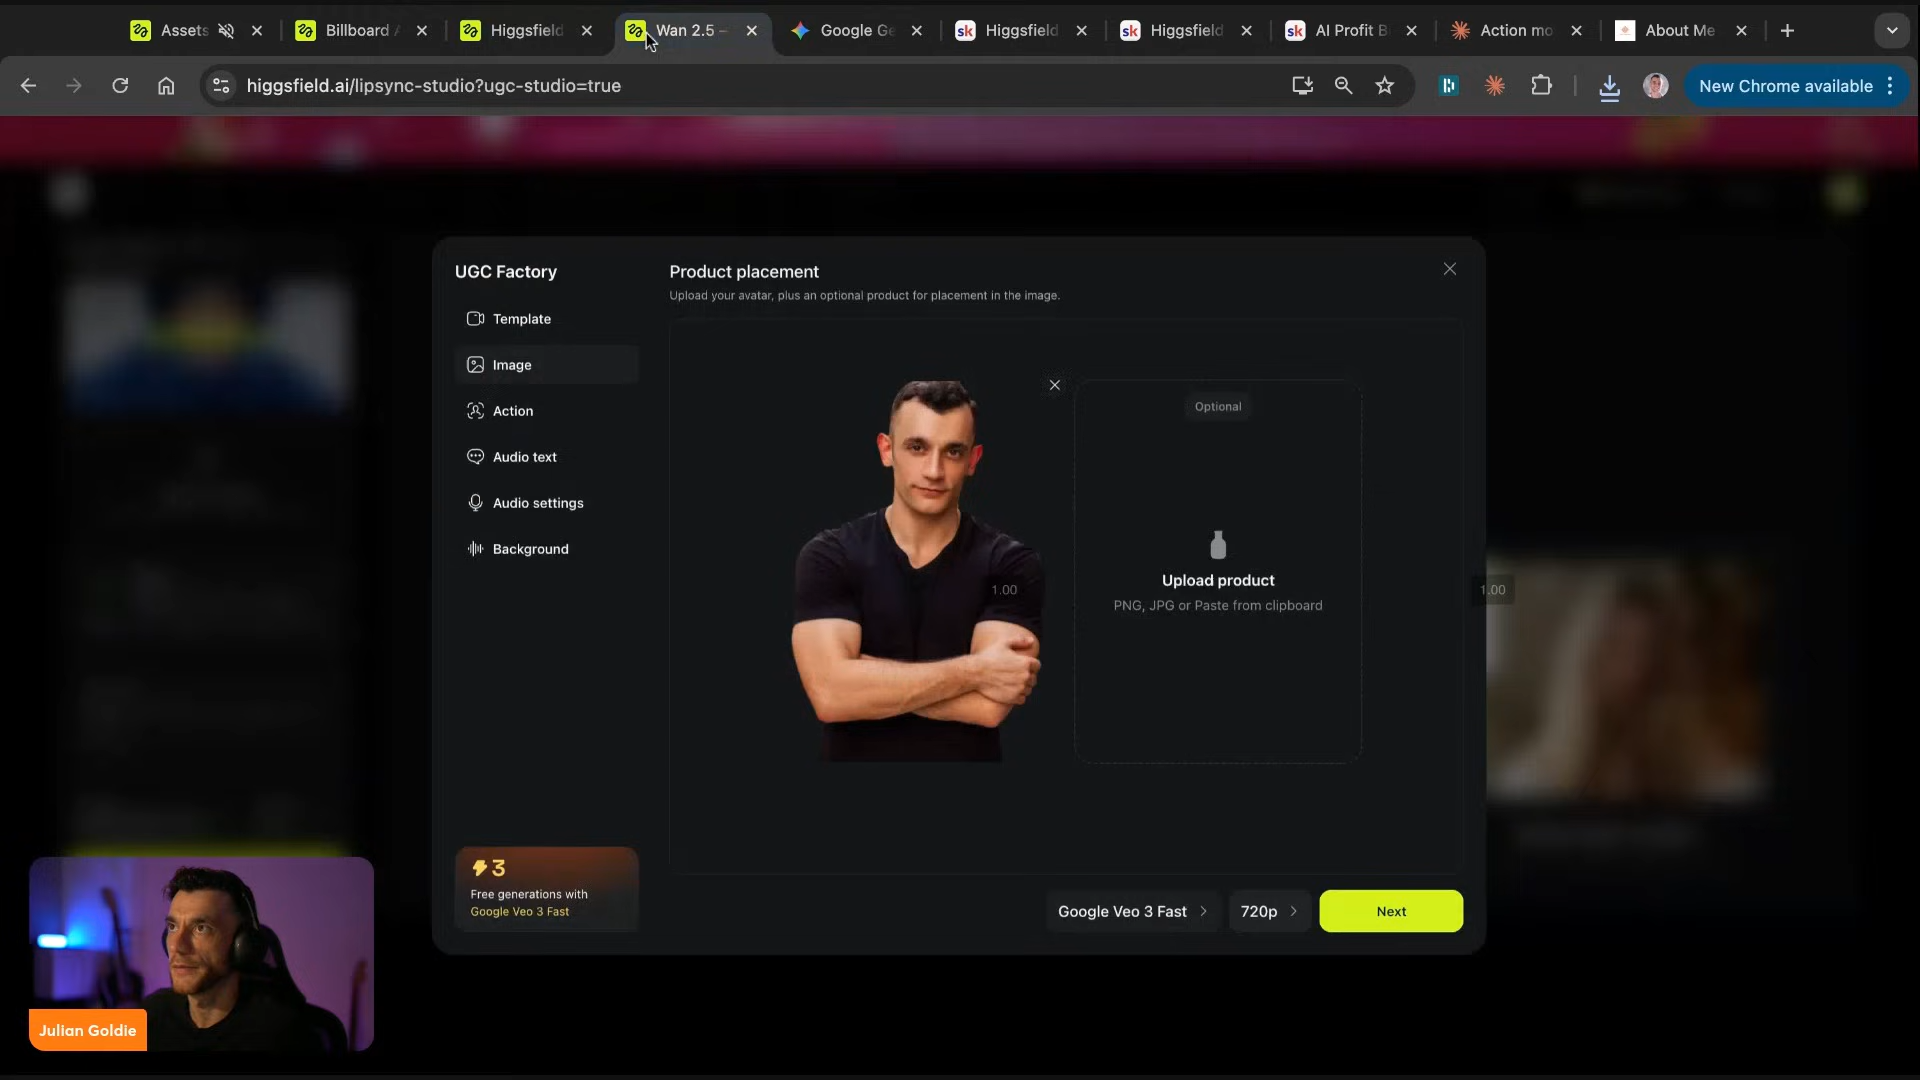 Assets
Billboard A
Higgsfield
Wan 2.5 -
Google Ge
sk
Higgsfield
sk
Higgsfield
sk
AI Profit B
Action mo
About Me
higgsfield.ai/lipsync-studio?ugc-studio=true
New Chrome available
UGC Factory
Template
Image
Action
Audio text
Audio settings
Background
Product placement
Upload your avatar, plus an optional product for placement in the image.
Optional
Upload product
PNG, JPG or Paste from clipboard
1.00
1.00
3
Free generations with
Google Veo 3 Fast
Google Veo 3 Fast
720p
Next
Julian Goldie